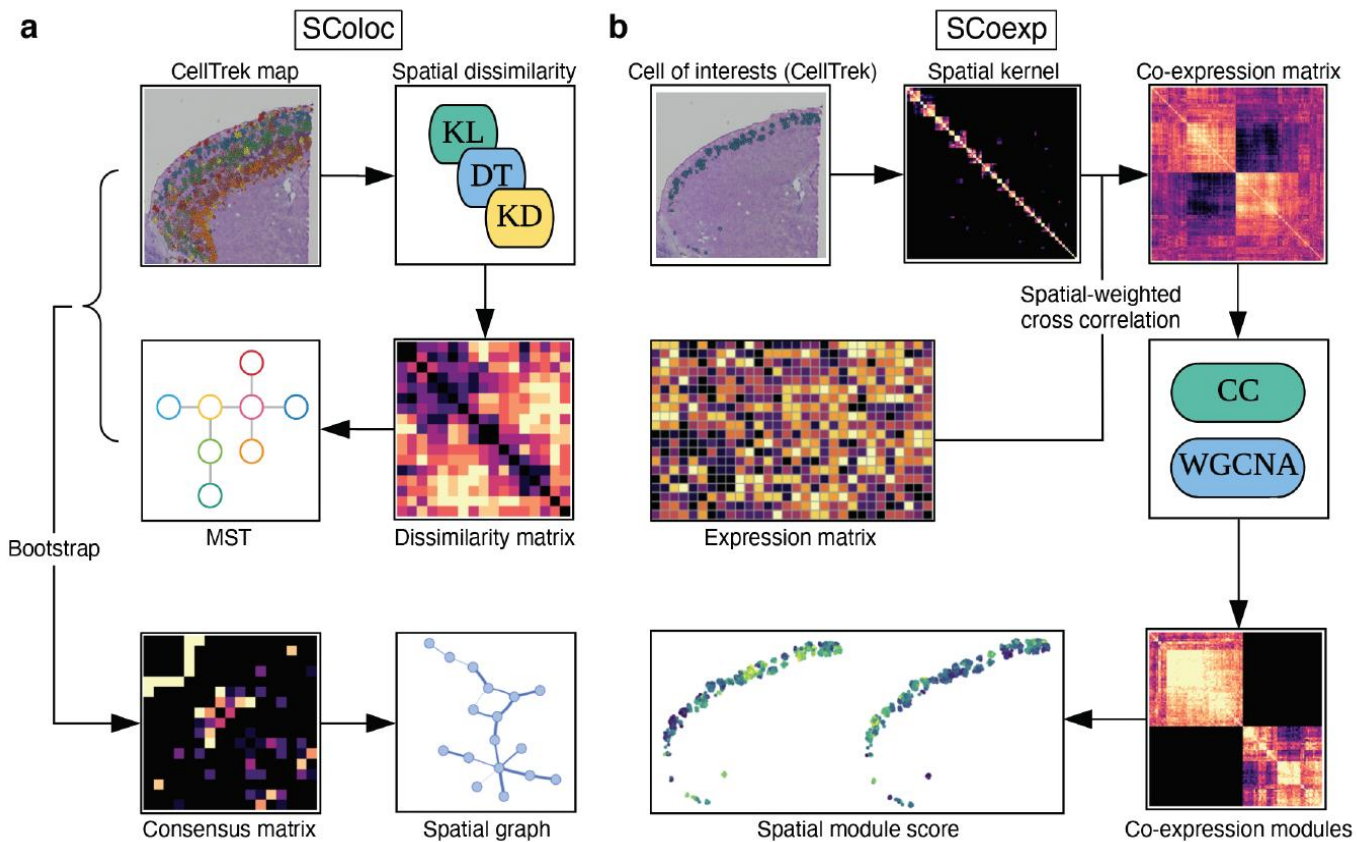 a
SColoc
CellTrek map
Spatial dissimilarity
KL
DT
KD
MST
Dissimilarity matrix
Bootstrap
Consensus matrix
Spatial graph
b
SCoexp
Cell of interests (CellTrek)
Spatial kernel
Co-expression matrix
Spatial-weighted
cross correlation
Expression matrix
CC
WGCNA
Spatial module score
Co-expression modules